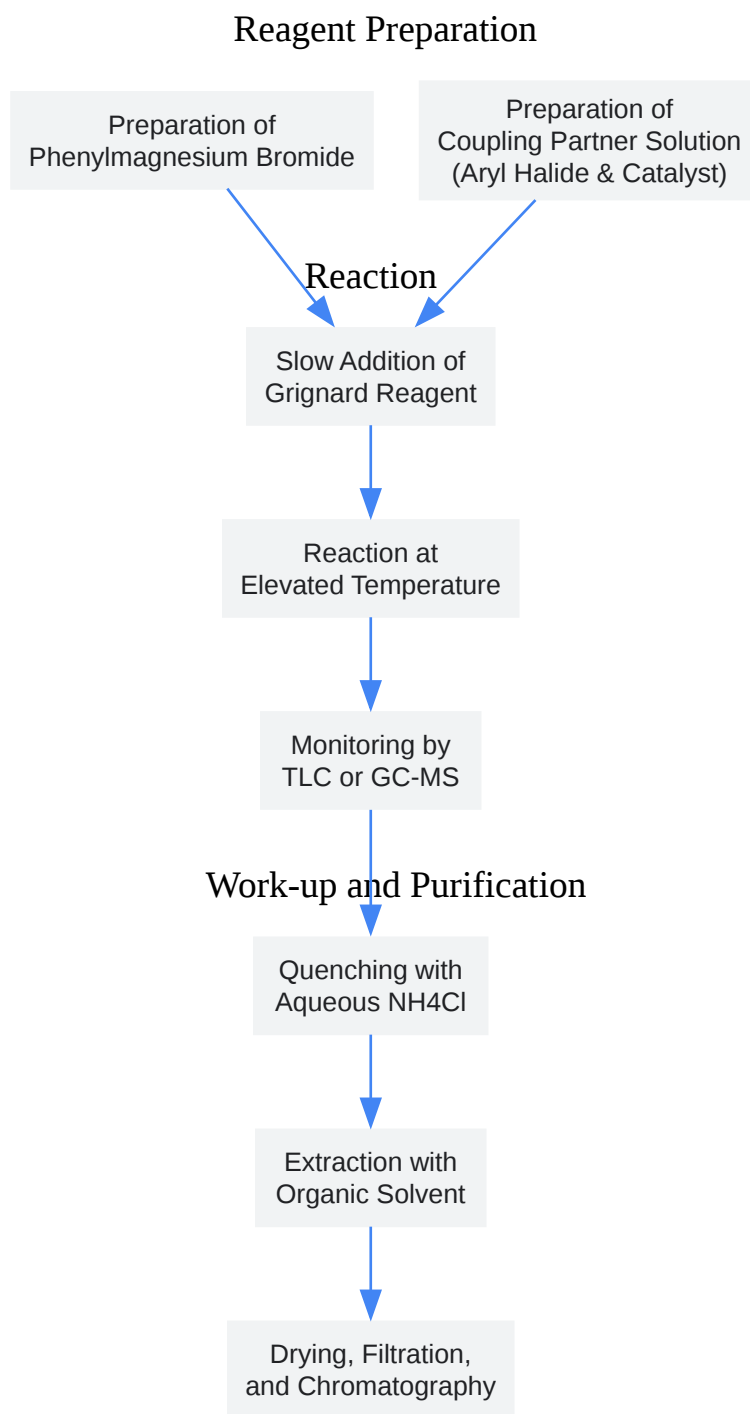 Reagent Preparation
Preparation of
Phenylmagnesium Bromide
Preparation of
Coupling Partner Solution
(Aryl Halide & Catalyst)
Reaction
Slow Addition of
Grignard Reagent
Reaction at
Elevated Temperature
Monitoring by
TLC or GC-MS
Work-up and Purification
Quenching with
Aqueous NH4Cl
Extraction with
Organic Solvent
Drying, Filtration,
and Chromatography